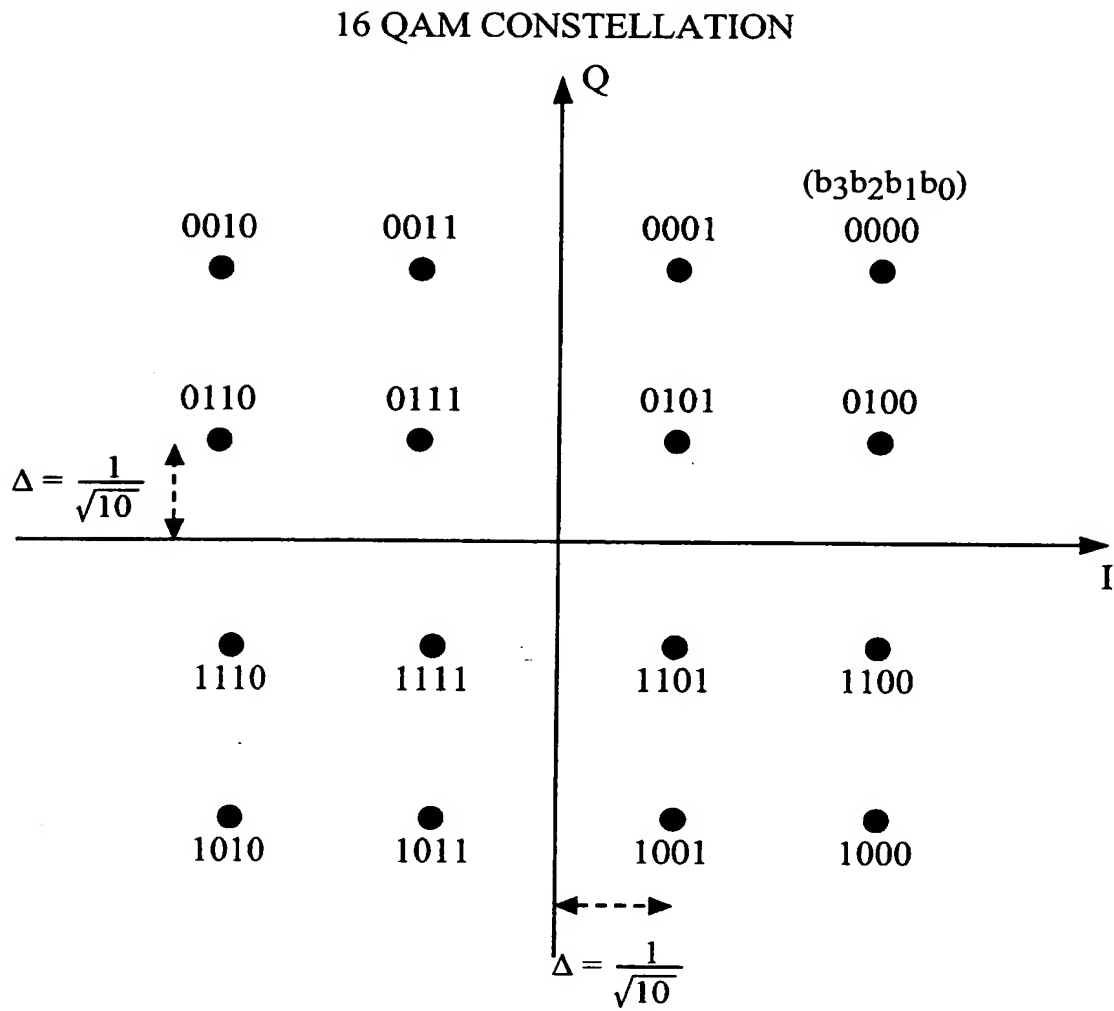 16 QAM CONSTELLATION
Q
(b3b2b1b0)
0010 0011 0001 0000
0110 0111 0101 0100
Δ = 1/√10
I
1110 1111 1101 1100
1010 1011 1001 1000
Δ = 1/√10